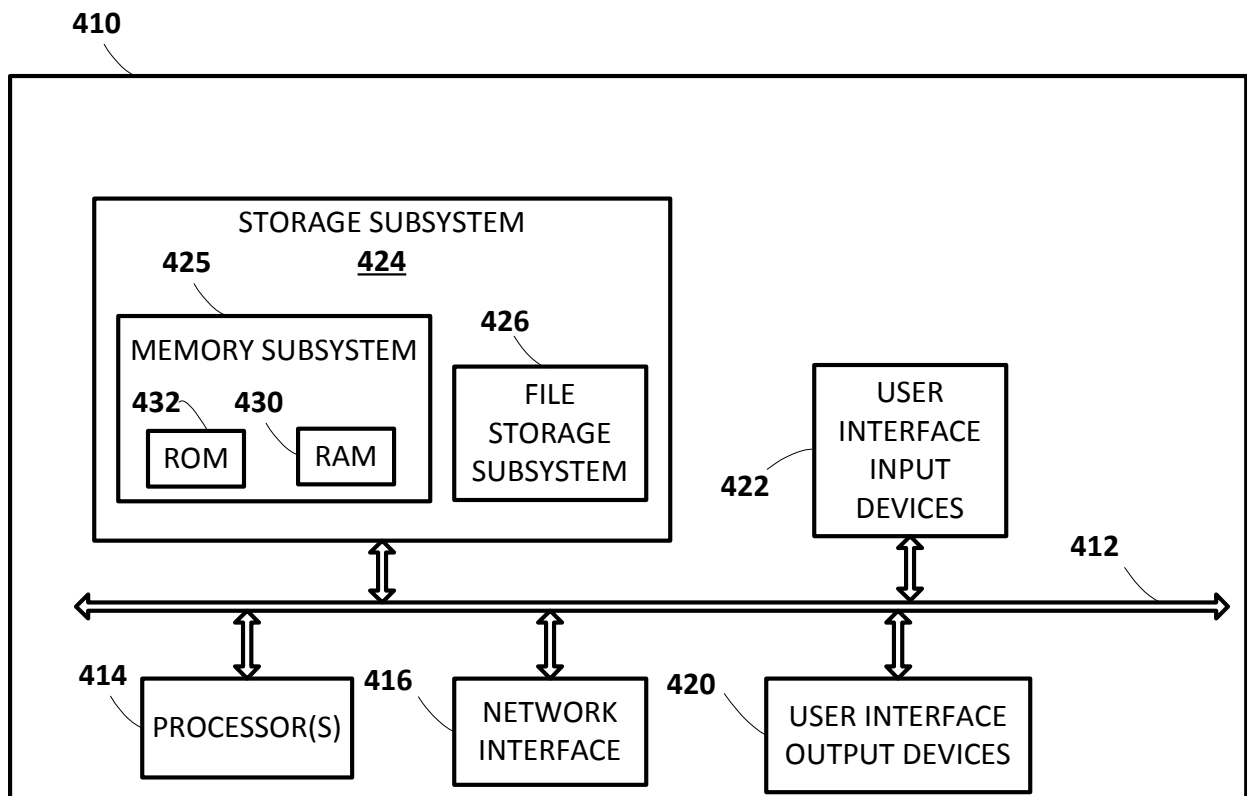 410
STORAGE SUBSYSTEM
424
425
MEMORY SUBSYSTEM
432
430
ROM
RAM
426
FILE
STORAGE
SUBSYSTEM
USER
INTERFACE
INPUT
DEVICES
422
412
414
PROCESSOR(S)
416
NETWORK
INTERFACE
420
USER INTERFACE
OUTPUT DEVICES